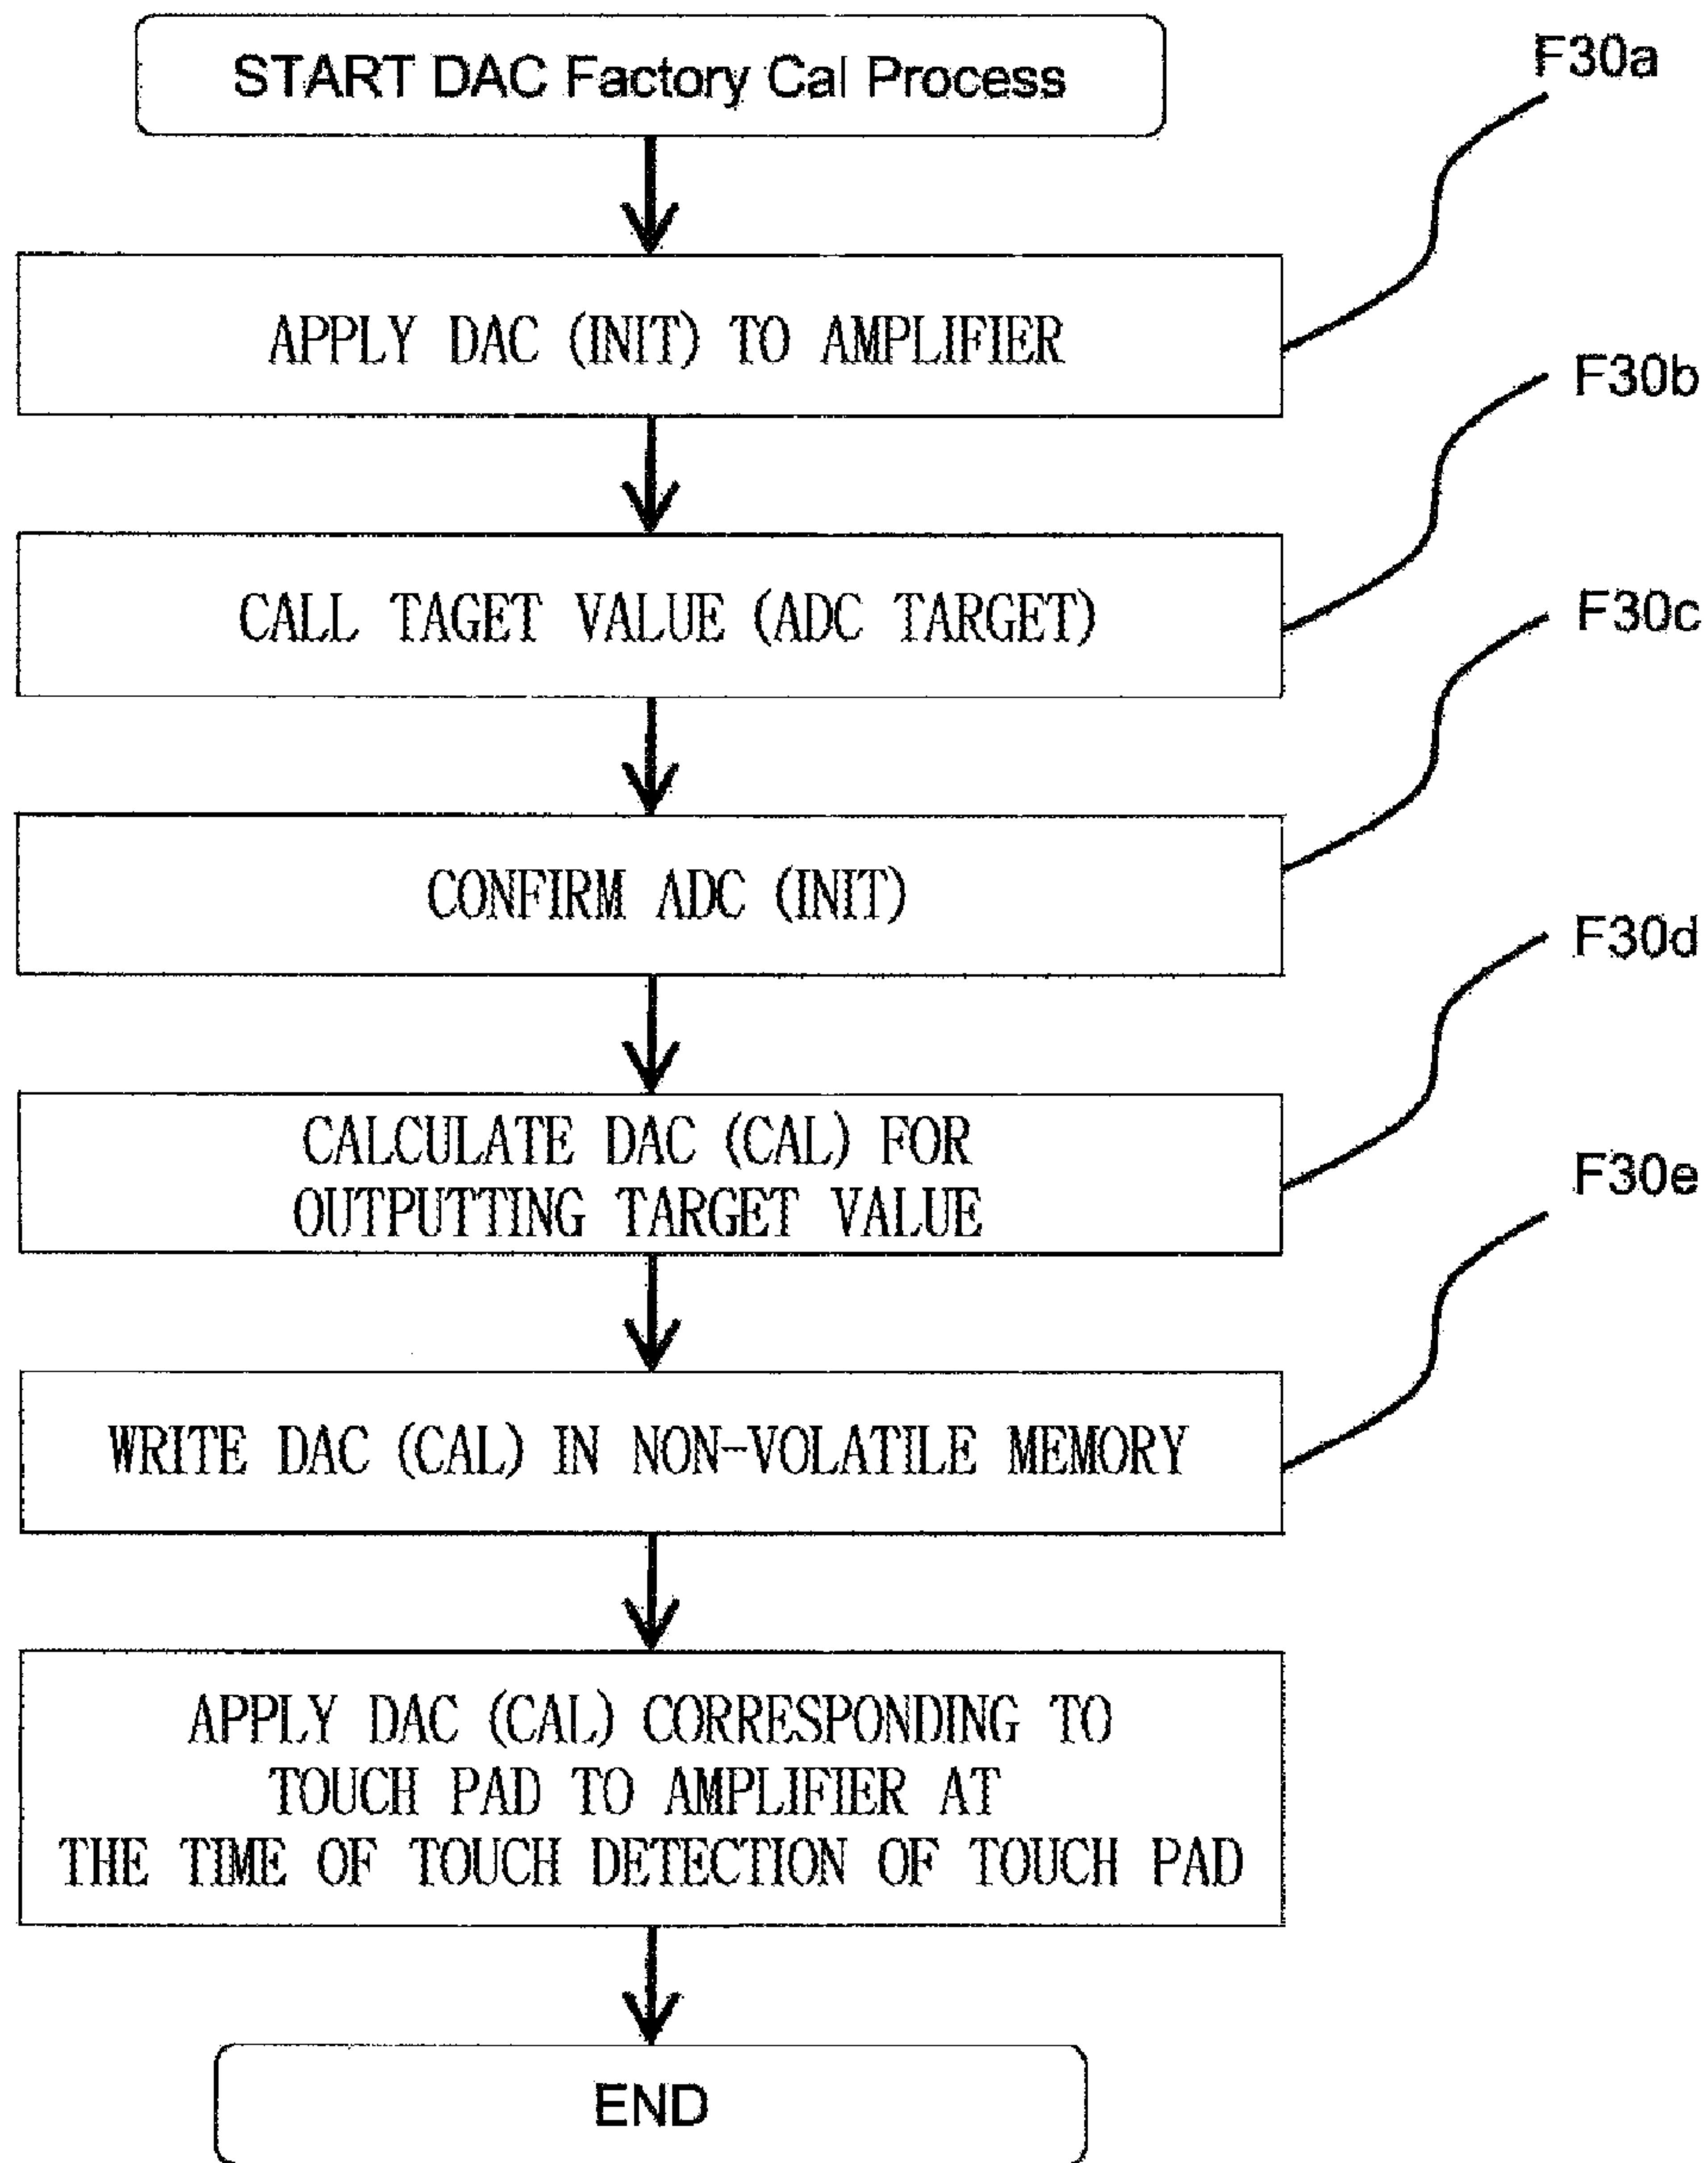 START DAC Factory Cal Process
F30a
APPLY DAC (INIT) TO AMPLIFIER
F30b
CALL TAGET VALUE (ADC TARGET)
F30c
CONFIRM ADC (INIT)
F30d
CALCULATE DAC (CAL) FOR
OUTPUTTING TARGET VALUE
F30e
WRITE DAC (CAL) IN NON-VOLATILE MEMORY
APPLY DAC (CAL) CORRESPONDING TO
TOUCH PAD TO AMPLIFIER AT
THE TIME OF TOUCH DETECTION OF TOUCH PAD
END